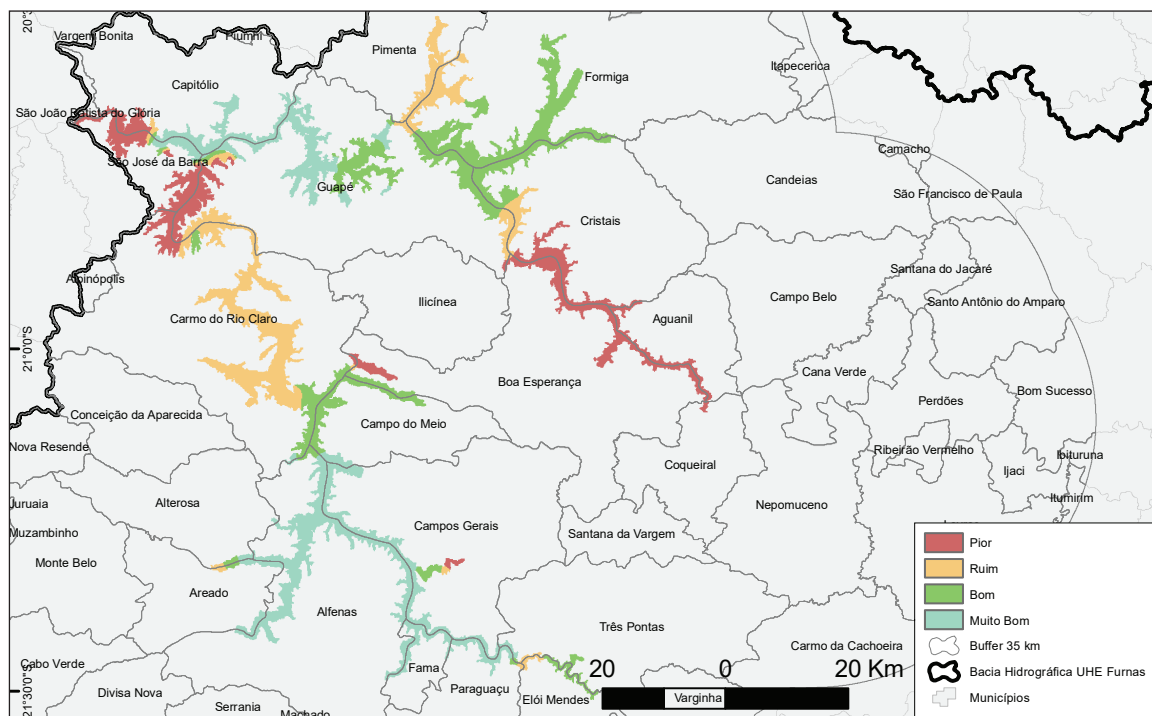 20°3
Vargem Bonita
Piumhi
Pimenta
Capitólio
Formiga
Itapecerica
São João Batista do Glória
São José da Barra
Camacho
Guapé
Candeias
São Francisco de Paula
Cristais
Alpinópolis
Ilicínea
Santana do Jacaré
Campo Belo
Santo Antônio do Amparo
Carmo do Rio Claro
Aguanil
21°0'0"S
Boa Esperança
Cana Verde
Bom Sucesso
Perdões
Conceição da Aparecida
Campo do Meio
Nova Resende
Ribeirão Vermelho
Ibituruna
Coqueiral
Ijaci
Itumirim
Juruaia
Alterosa
Nepomuceno
Muzambinho
Campos Gerais
Santana da Vargem
Monte Belo
Areado
Alfenas
Três Pontas
Carmo da Cachoeira
Cabo Verde
Fama
Divisa Nova
Paraguaçu
Elói Mendes
Varginha
Serrania
Machado
21°30'0"S
20 0 20 Km
Pior
Ruim
Bom
Muito Bom
Buffer 35 km
Bacia Hidrográfica UHE Furnas
Municípios